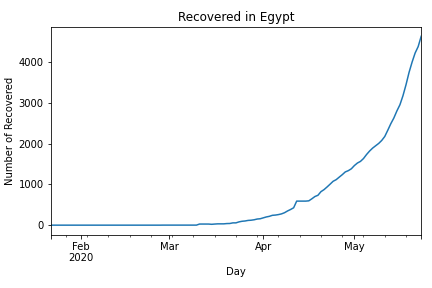 Recovered in Egypt
4000
3000
2000
1000
0
Number of Recovered
Feb
2020
Mar
Apr
May
Day